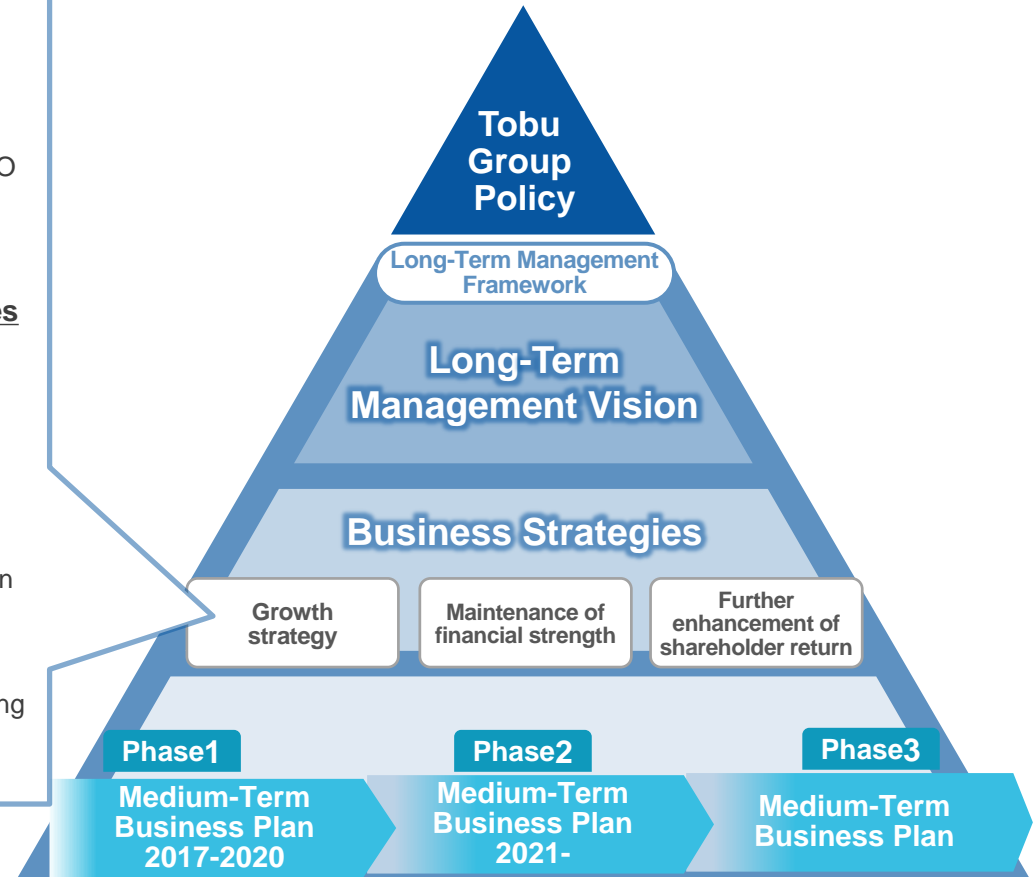 O
es
n
ng
Tobu
Group
Policy
Long-Term Management
Framework
Long-Term
Management Vision
Business Strategies
Growth
strategy
Maintenance of
financial strength
Further
enhancement of
shareholder return
Phase1
Phase2
Phase3
Medium-Term
Business Plan
2017-2020
Medium-Term
Business Plan
2021-
Medium-Term
Business Plan